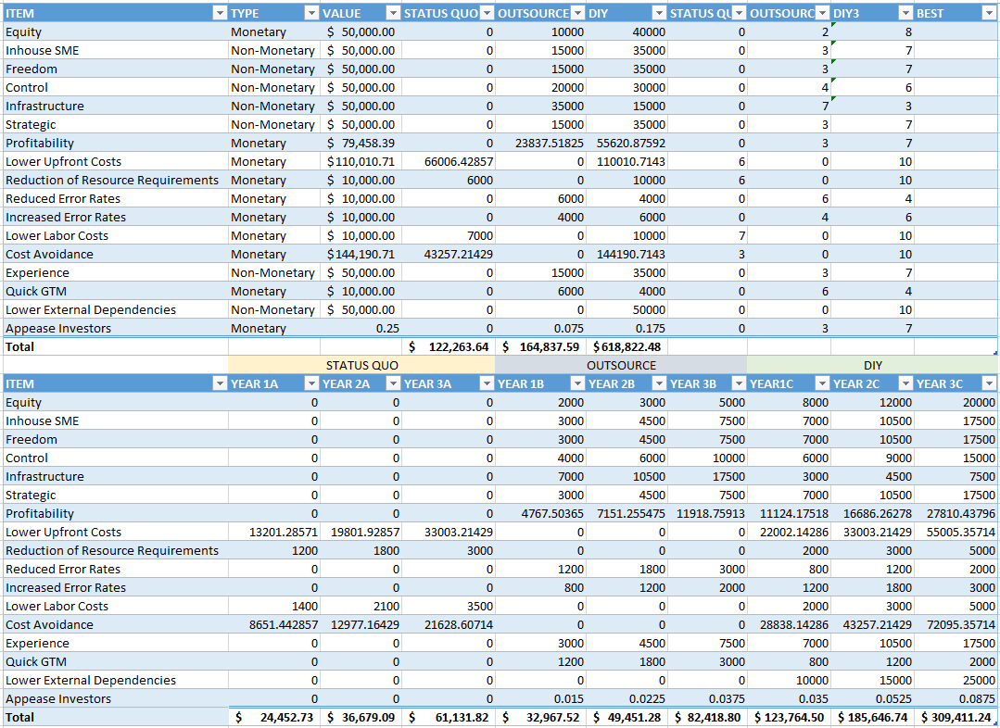 ITEM TYPE VALUE STATUS QUO OUTSOURCE DIY STATUS QU OUTSOURC DIY3 BEST
Equity Monetary $ 50,000.00 0 10000 40000 0 2 8
Inhouse SME Non-Monetary $ 50,000.00 0 15000 35000 0 3 7
Freedom Non-Monetary $ 50,000.00 0 15000 35000 0 3 7
Control Non-Monetary $ 50,000.00 0 20000 30000 0 4 6
Infrastructure Non-Monetary $ 50,000.00 0 35000 15000 0 7 3
Strategic Non-Monetary $ 50,000.00 0 15000 35000 0 3 7
Profitability Monetary $ 79,458.39 0 23837.51825 55620.87592 0 3 7
Lower Upfront Costs Monetary $110,010.71 66006.42857 0 110010.7143 6 0 10
Reduction of Resource Requirements Monetary $ 10,000.00 6000 0 10000 6 0 10
Reduced Error Rates Monetary $ 10,000.00 0 6000 4000 0 6 4
Increased Error Rates Monetary $ 10,000.00 0 4000 6000 0 4 6
Lower Labor Costs Monetary $ 10,000.00 7000 0 10000 7 0 10
Cost Avoidance Monetary $144,190.71 43257.21429 0 144190.7143 3 0 10
Experience Non-Monetary $ 50,000.00 0 15000 35000 0 3 7
Quick GTM Monetary $ 10,000.00 0 6000 4000 0 6 4
Lower External Dependencies Non-Monetary $ 50,000.00 0 0 50000 0 0 10
Appease Investors Monetary 0.25 0 0.075 0.175 0 3 7
Total $ 122,263.64 $ 164,837.59 $618,822.48
STATUS QUO OUTSOURCE DIY
ITEM YEAR 1A YEAR 2A YEAR 3A YEAR 1B YEAR 2B YEAR 3B YEAR1C YEAR 2C YEAR 3C
Equity 0 0 0 2000 3000 5000 8000 12000 20000
Inhouse SME 0 0 0 3000 4500 7500 7000 10500 17500
Freedom 0 0 0 3000 4500 7500 7000 10500 17500
Control 0 0 0 4000 6000 10000 6000 9000 15000
Infrastructure 0 0 0 7000 10500 17500 3000 4500 7500
Strategic 0 0 0 3000 4500 7500 7000 10500 17500
Profitability 0 0 0 4767.50365 7151.255475 11918.75913 11124.17518 16686.26278 27810.43796
Lower Upfront Costs 13201.28571 19801.92857 33003.21429 0 0 0 22002.14286 33003.21429 55005.35714
Reduction of Resource Requirements 1200 1800 3000 0 0 0 2000 3000 5000
Reduced Error Rates 0 0 0 1200 1800 3000 800 1200 2000
Increased Error Rates 0 0 0 800 1200 2000 1200 1800 3000
Lower Labor Costs 1400 2100 3500 0 0 0 2000 3000 5000
Cost Avoidance 8651.442857 12977.16429 21628.60714 0 0 0 28838.14286 43257.21429 72095.35714
Experience 0 0 0 3000 4500 7500 7000 10500 17500
Quick GTM 0 0 0 1200 1800 3000 800 1200 2000
Lower External Dependencies 0 0 0 0 0 0 10000 15000 25000
Appease Investors 0 0 0 0.015 0.0225 0.0375 0.035 0.0525 0.0875
Total $ 24,452.73 $ 36,679.09 $ 61,131.82 $ 32,967.52 $ 49,451.28 $ 82,418.80 $ 123,764.50 $ 185,646.74 $ 309,411.24